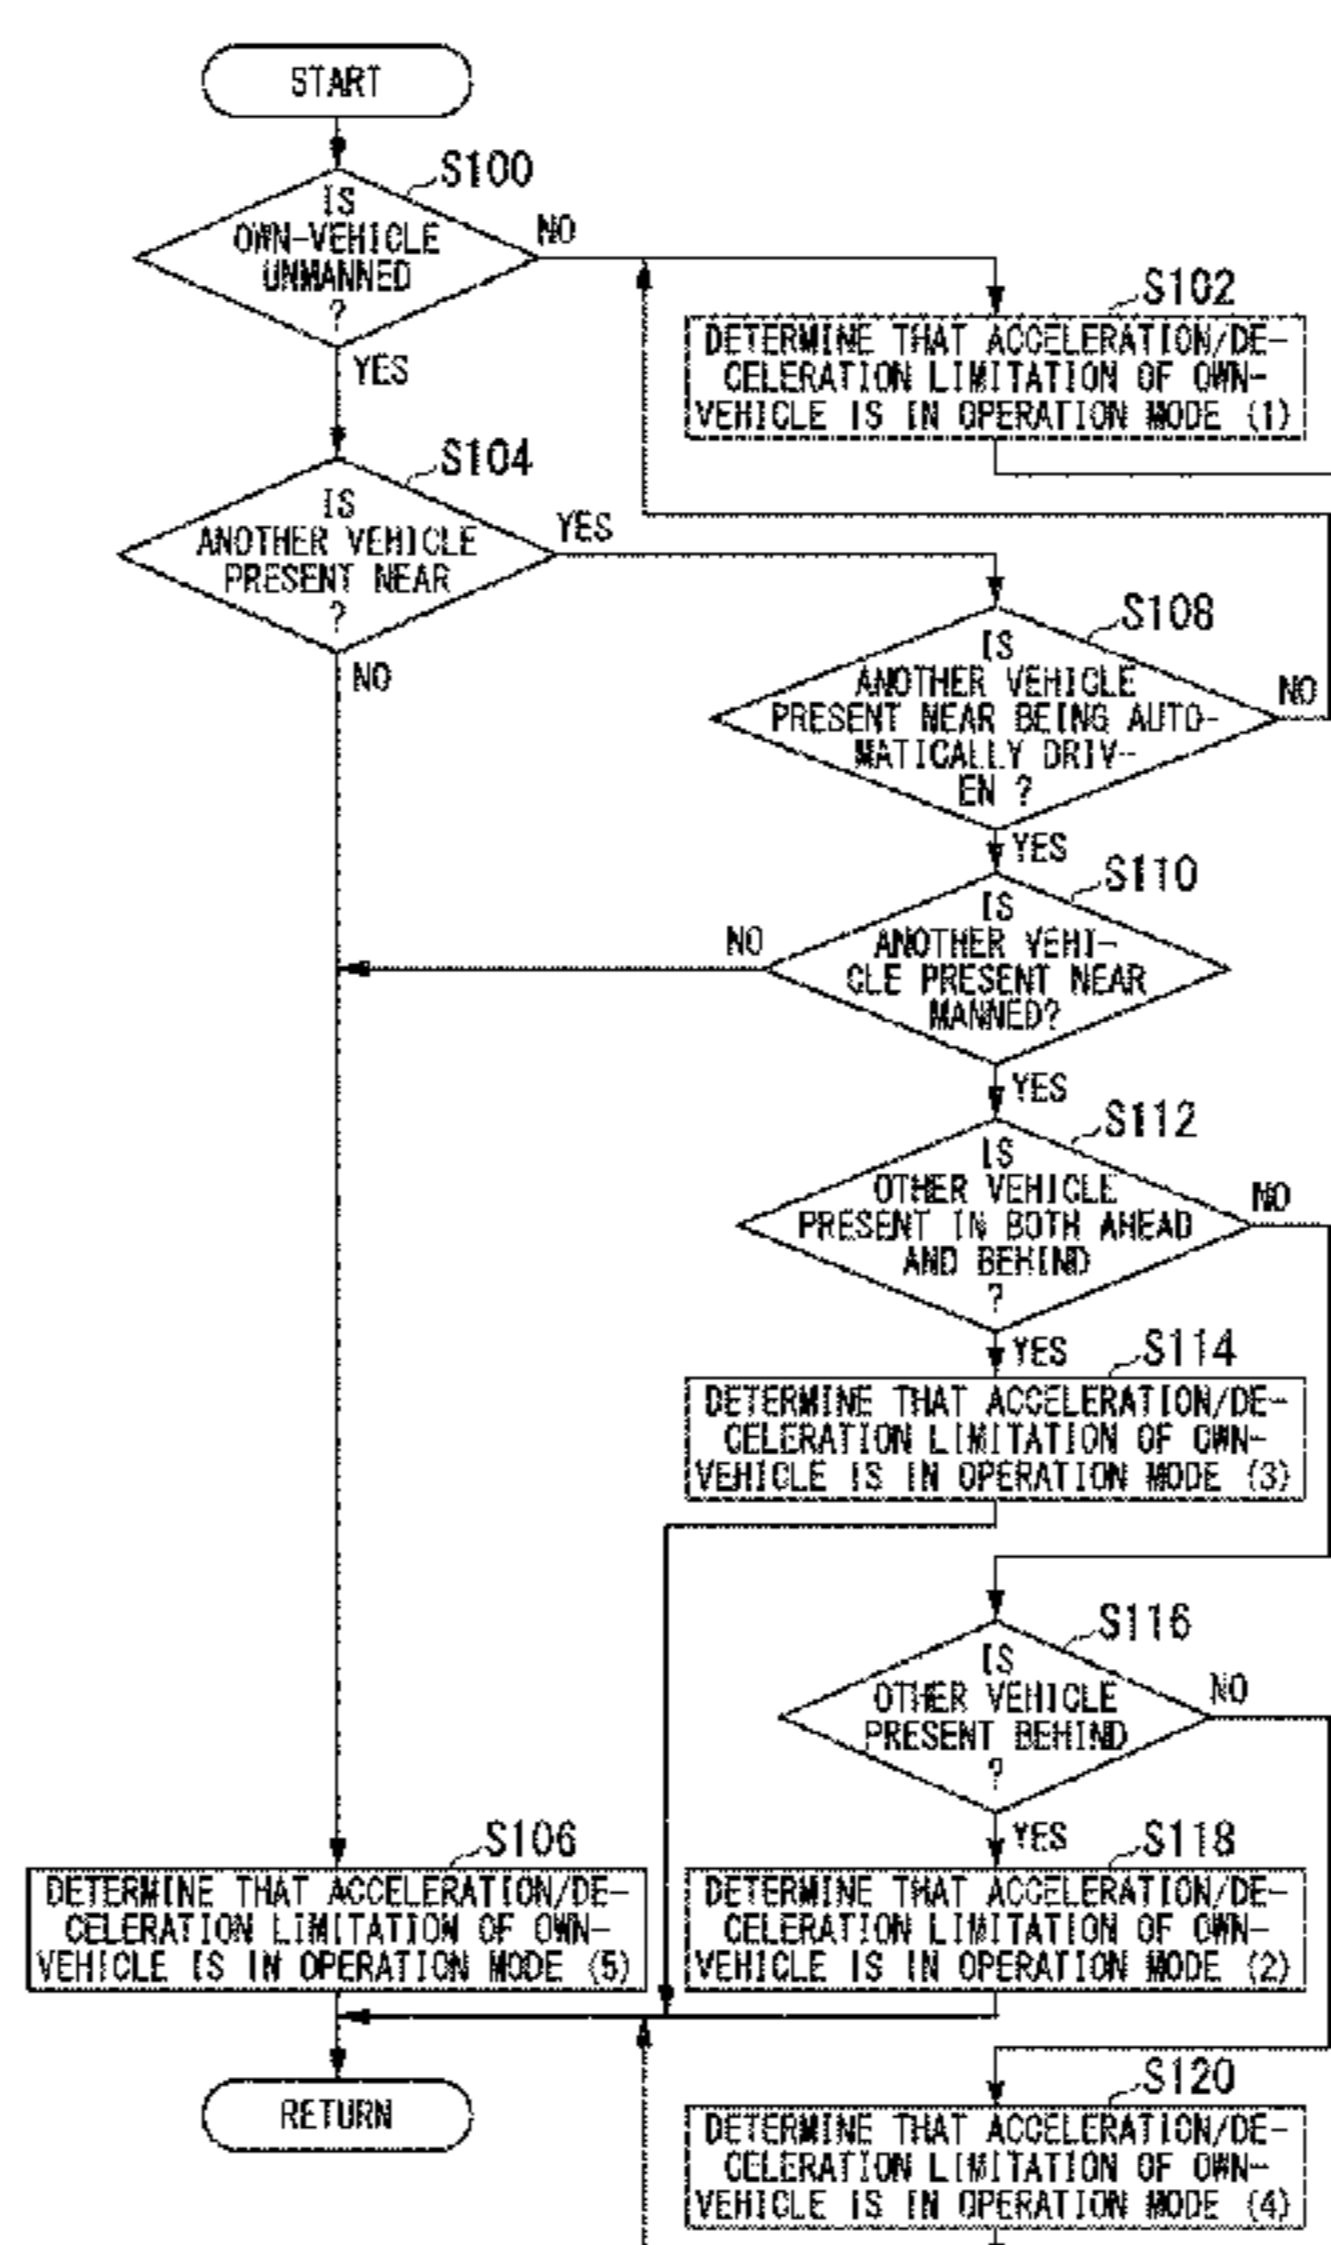 START
S100
IS
OWN-VEHICLE
UNMANNED
?
NO
YES
S102
DETERMINE THAT ACCELERATION/DE-
CELERATION LIMITATION OF OWN-
VEHICLE IS IN OPERATION MODE (1)
S104
IS
ANOTHER VEHICLE
PRESENT NEAR
?
YES
NO
S108
IS
ANOTHER VEHICLE
PRESENT NEAR BEING AUTO-
MATICALLY DRIV-
EN ?
NO
YES
S110
IS
ANOTHER VEHI-
CLE PRESENT NEAR
MANNED?
NO
YES
S112
IS
OTHER VEHICLE
PRESENT IN BOTH AHEAD
AND BEHIND
?
NO
YES
S114
DETERMINE THAT ACCELERATION/DE-
CELERATION LIMITATION OF OWN-
VEHICLE IS IN OPERATION MODE (3)
S116
IS
OTHER VEHICLE
PRESENT BEHIND
?
NO
YES
S106
DETERMINE THAT ACCELERATION/DE-
CELERATION LIMITATION OF OWN-
VEHICLE IS IN OPERATION MODE (5)
S118
DETERMINE THAT ACCELERATION/DE-
CELERATION LIMITATION OF OWN-
VEHICLE IS IN OPERATION MODE (2)
RETURN
S120
DETERMINE THAT ACCELERATION/DE-
CELERATION LIMITATION OF OWN-
VEHICLE IS IN OPERATION MODE (4)